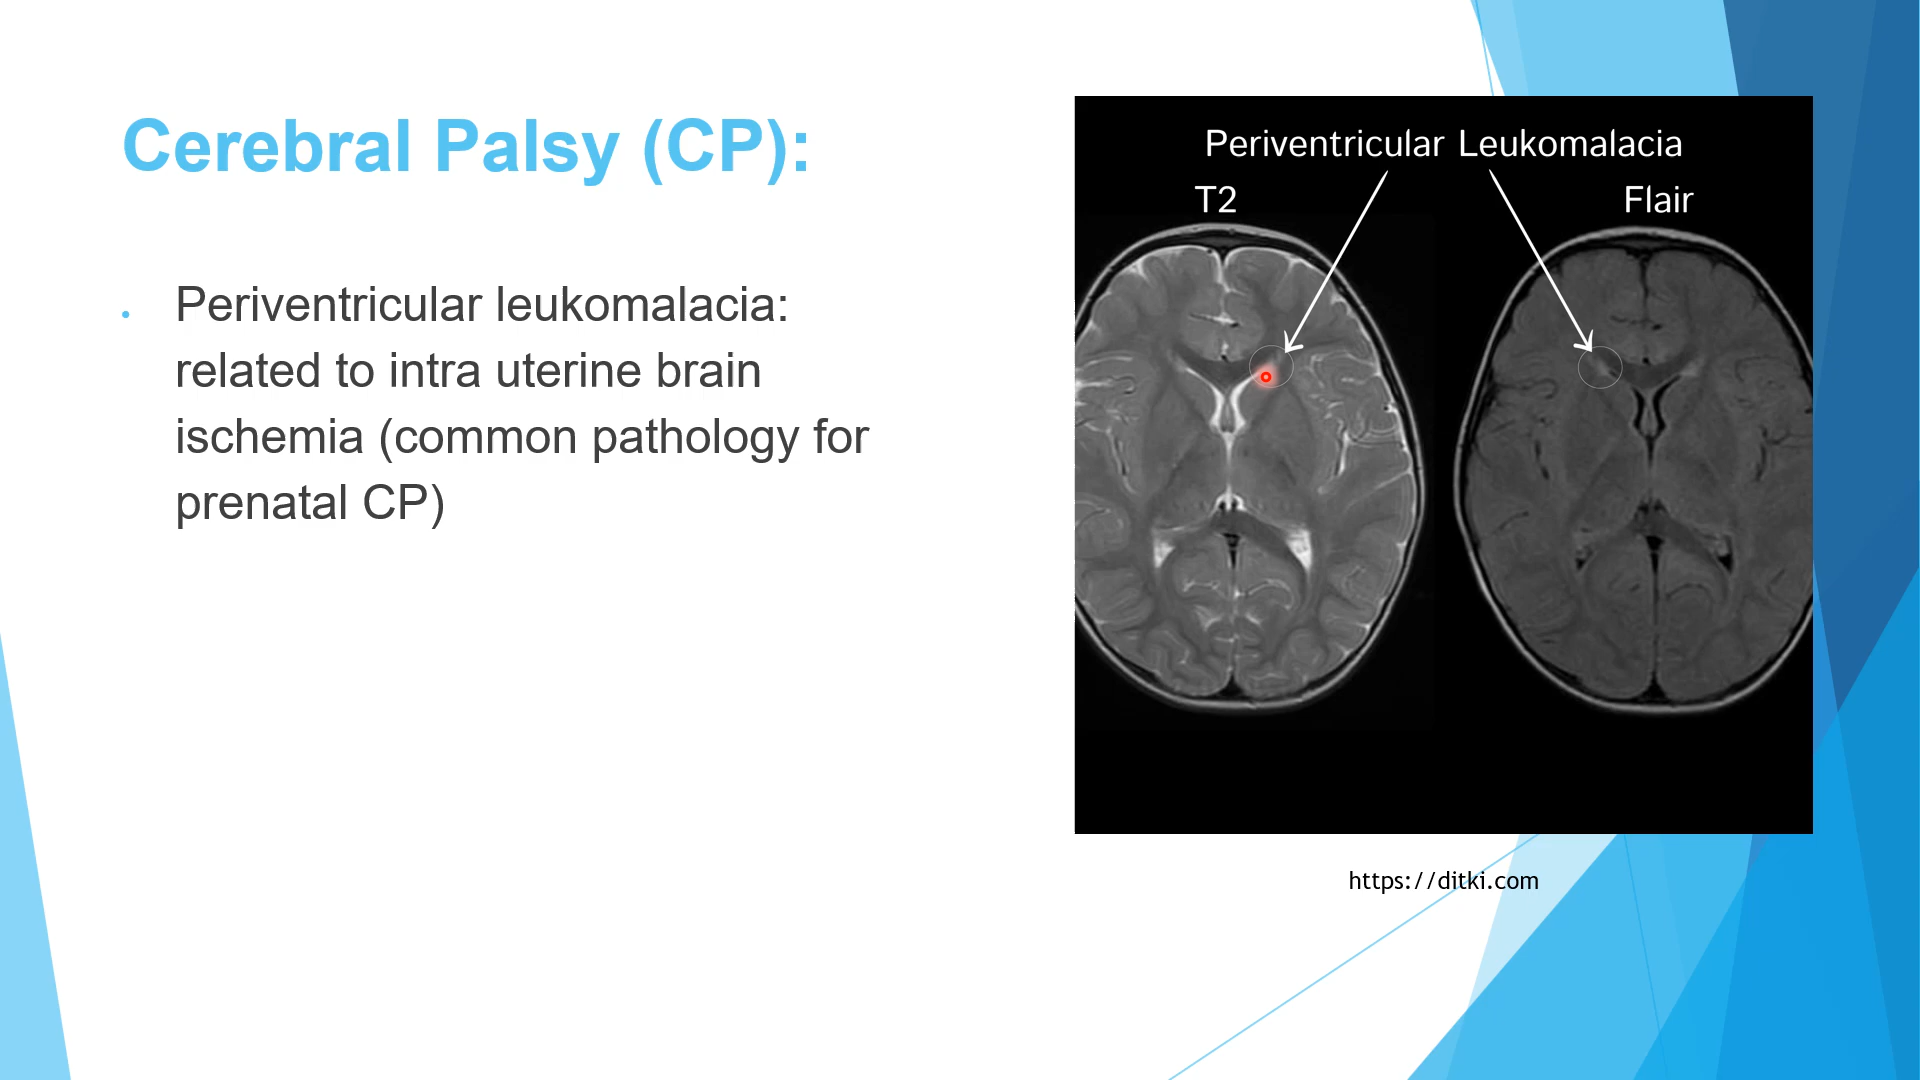 Cerebral Palsy (CP):
Periventricular leukomalacia:
related to intra uterine brain
ischemia (common pathology for
prenatal CP)
Periventricular Leukomalacia
T2
Flair
https://ditki.com